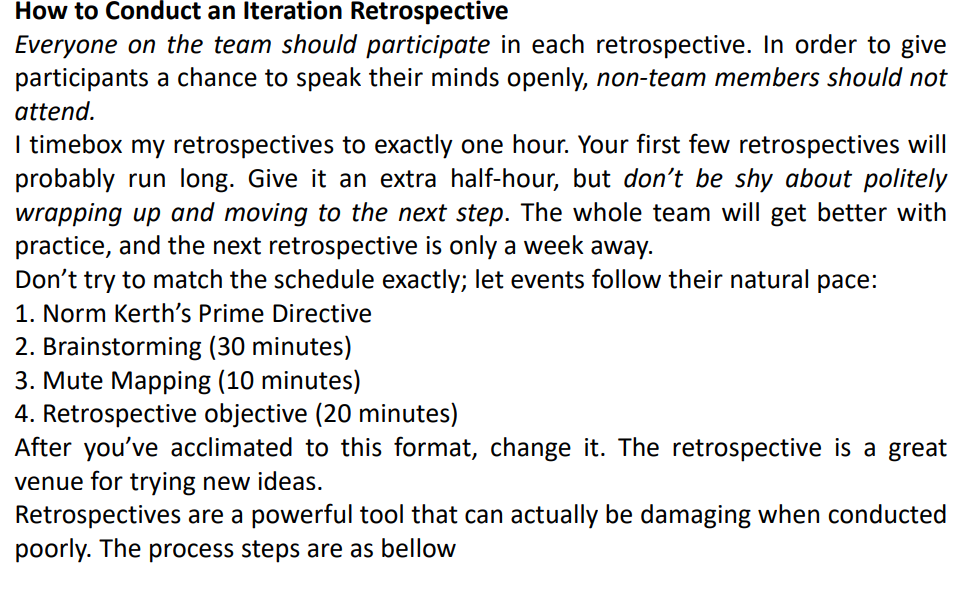 How to Conduct an Iteration Retrospective
Everyone on the team should participate in each retrospective. In order to give
participants a chance to speak their minds openly, non-team members should not
attend.
I timebox my retrospectives to exactly one hour. Your first few retrospectives will
probably run long. Give it an extra half-hour, but don’t be shy about politely
wrapping up and moving to the next step. The whole team will get better with
practice, and the next retrospective is only a week away.
Don’t try to match the schedule exactly; let events follow their natural pace:
1. Norm Kerth’s Prime Directive
2. Brainstorming (30 minutes)
3. Mute Mapping (10 minutes)
4. Retrospective objective (20 minutes)
After you’ve acclimated to this format, change it. The retrospective is a great
venue for trying new ideas.
Retrospectives are a powerful tool that can actually be damaging when conducted
poorly. The process steps are as bellow